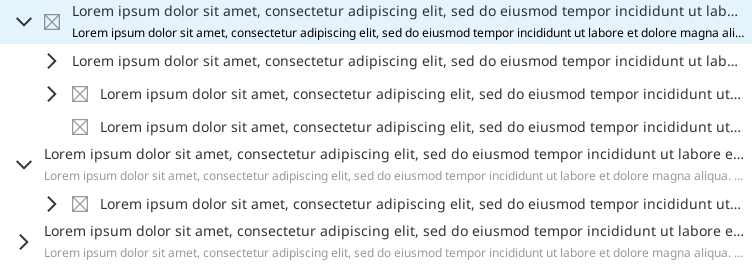 Lorem ipsum dolor sit amet, consectetur adipiscing elit, sed do eiusmod tempor incididunt ut lab...
Lorem ipsum dolor sit amet, consectetur adipiscing elit, sed do eiusmod tempor incididunt ut labore et dolore magna ali...
Lorem ipsum dolor sit amet, consectetur adipiscing elit, sed do eiusmod tempor incididunt ut lab...
Lorem ipsum dolor sit amet, consectetur adipiscing elit, sed do eiusmod tempor incididunt ut...
Lorem ipsum dolor sit amet, consectetur adipiscing elit, sed do eiusmod tempor incididunt ut...
Lorem ipsum dolor sit amet, consectetur adipiscing elit, sed do eiusmod tempor incididunt ut labore e...
Lorem ipsum dolor sit amet, consectetur adipiscing elit, sed do eiusmod tempor incididunt ut labore et dolore magna aliqua. ...
Lorem ipsum dolor sit amet, consectetur adipiscing elit, sed do eiusmod tempor incididunt ut...
Lorem ipsum dolor sit amet, consectetur adipiscing elit, sed do eiusmod tempor incididunt ut labore e...
Lorem ipsum dolor sit amet, consectetur adipiscing elit, sed do eiusmod tempor incididunt ut labore et dolore magna aliqua. ...